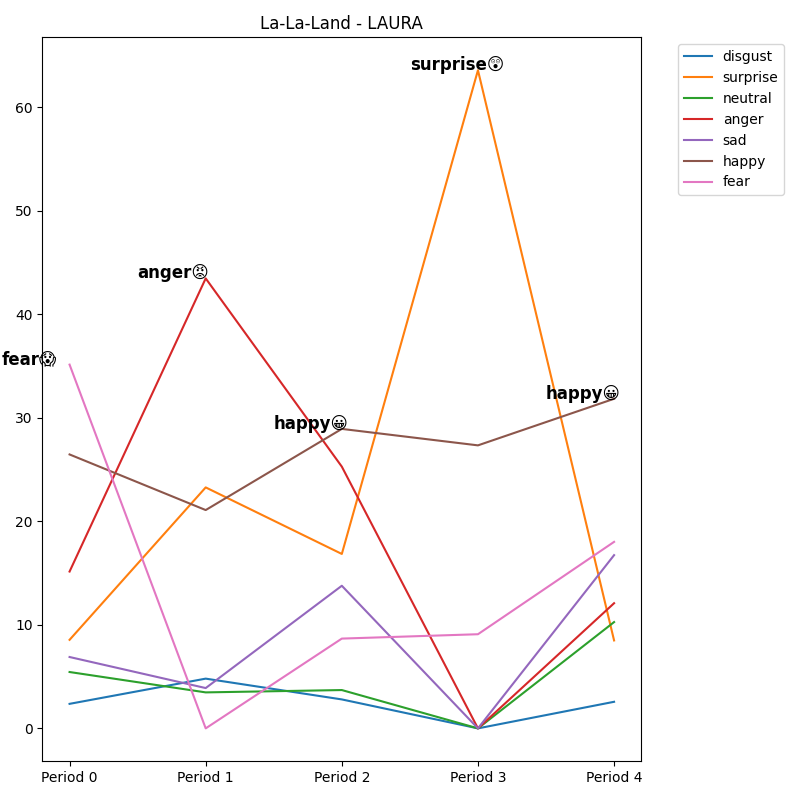 La-La-Land - LAURA
disgust
surprise
neutral
anger
sad
happy
fear
surprise😲
anger😡
fear😱
happy😀
happy😀
60
50
40
30
20
10
0
Period 0 Period 1 Period 2 Period 3 Period 4